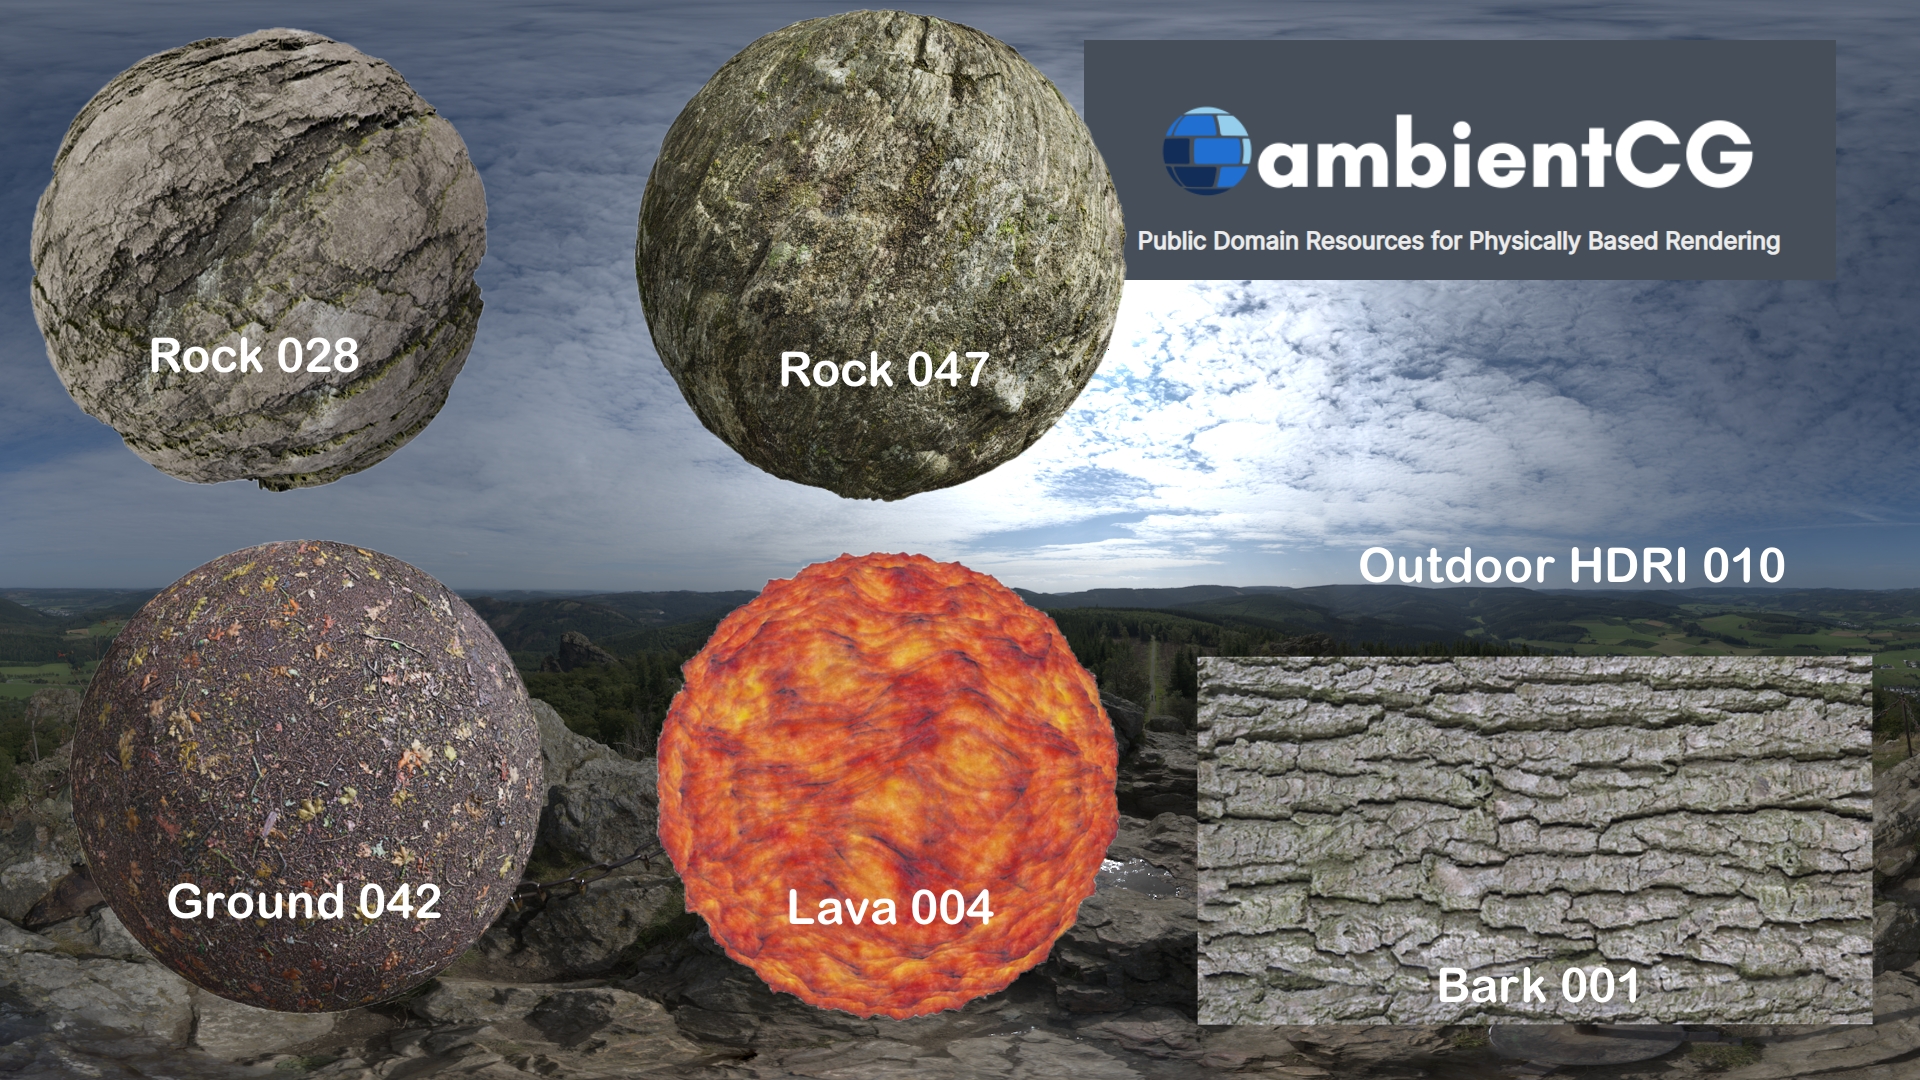 ambientCG
Public Domain Resources for Physically Based Rendering
Rock 028
Rock 047
Outdoor HDRI 010
Ground 042
Lava 004
Bark 001